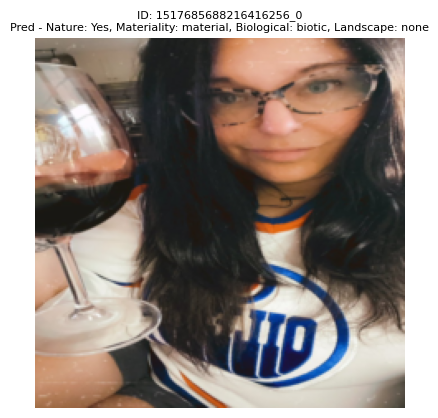 ID: 1517685688216416256_0
Pred - Nature: Yes, Materiality: material, Biological: biotic, Landscape: none